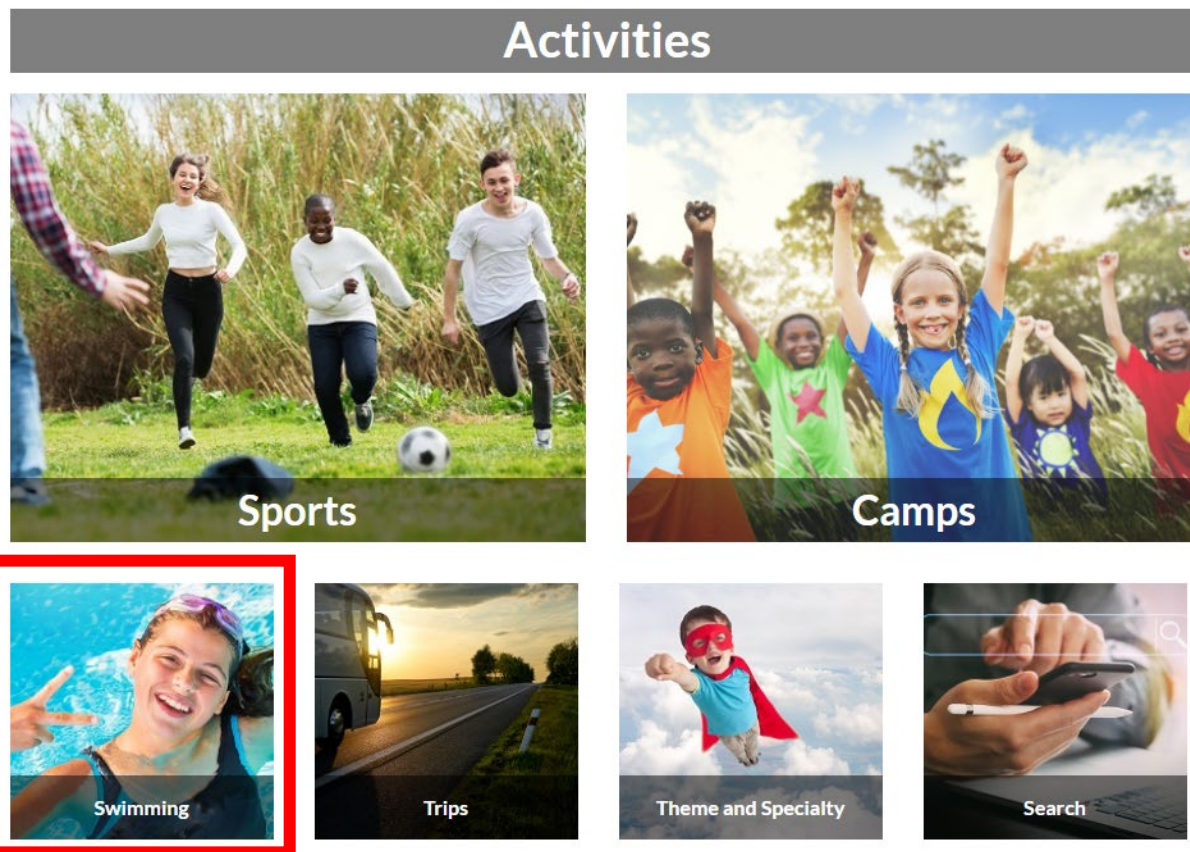 Activities
Sports
Camps
Swimming
Trips
Theme and Specialty
Search